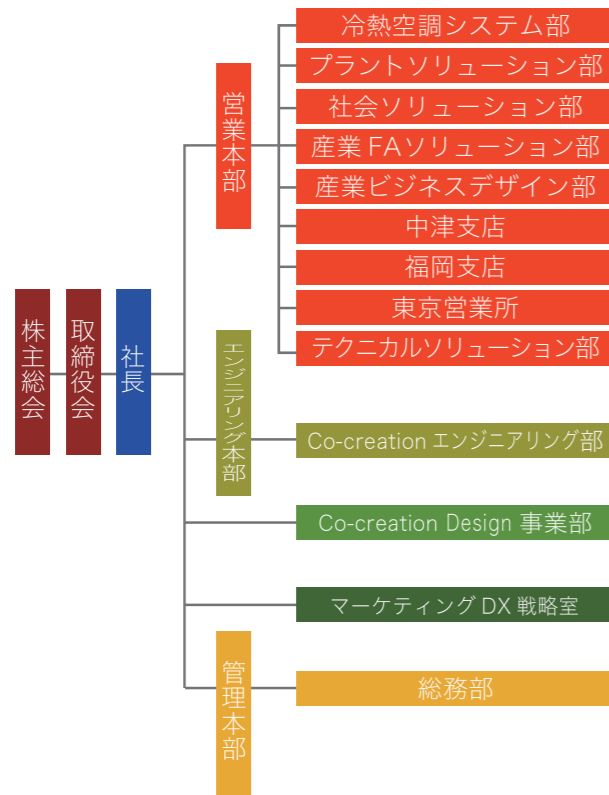 株主総会
取締役会
社長
営業本部
冷熱空調システム部
プラントソリューション部
社会ソリューション部
産業 FAソリューション部
産業ビジネスデザイン部
中津支店
福岡支店
東京営業所
テクニカルソリューション部
エンジニアリング本部
Co-creation エンジニアリング部
Co-creation Design 事業部
マーケティング DX 戦略室
管理本部
総務部